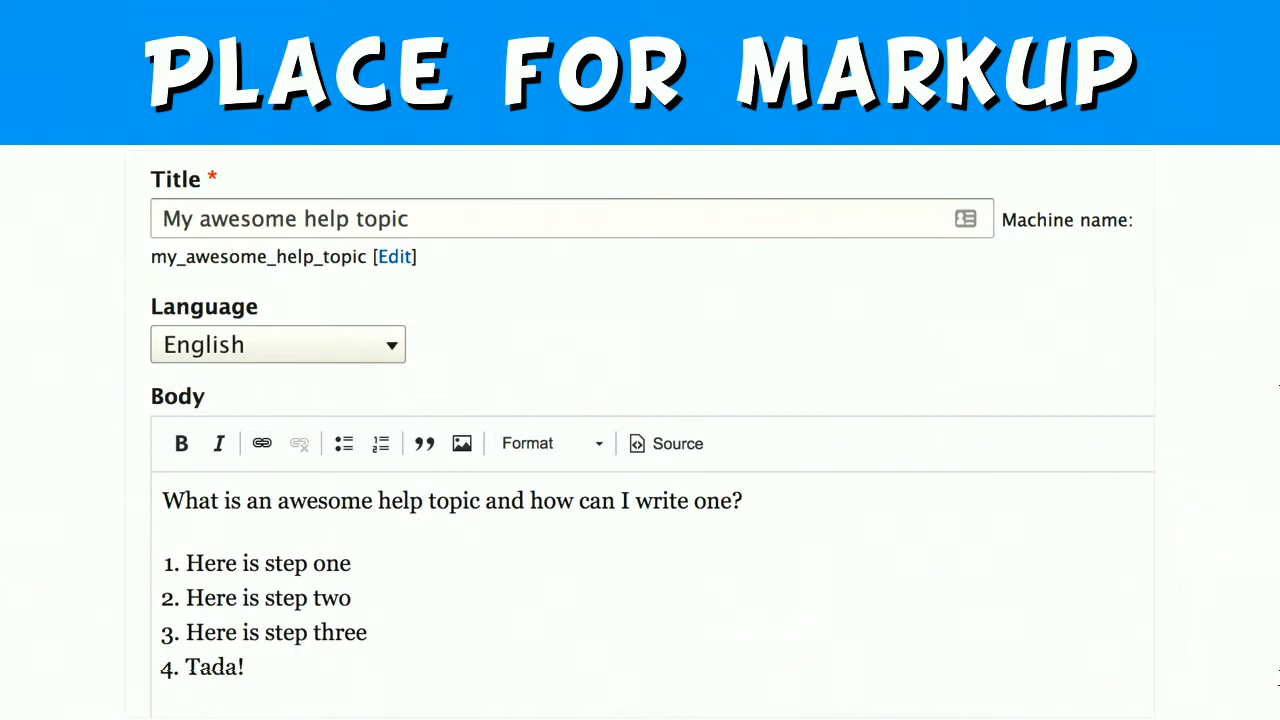 PLACE FOR MARKUP
Title *
My awesome help topic
Machine name:
my_awesome_help_topic [Edit]
Language
English
Body
B I Format Source
What is an awesome help topic and how can I write one?
1. Here is step one
2. Here is step two
3. Here is step three
4. Tada!